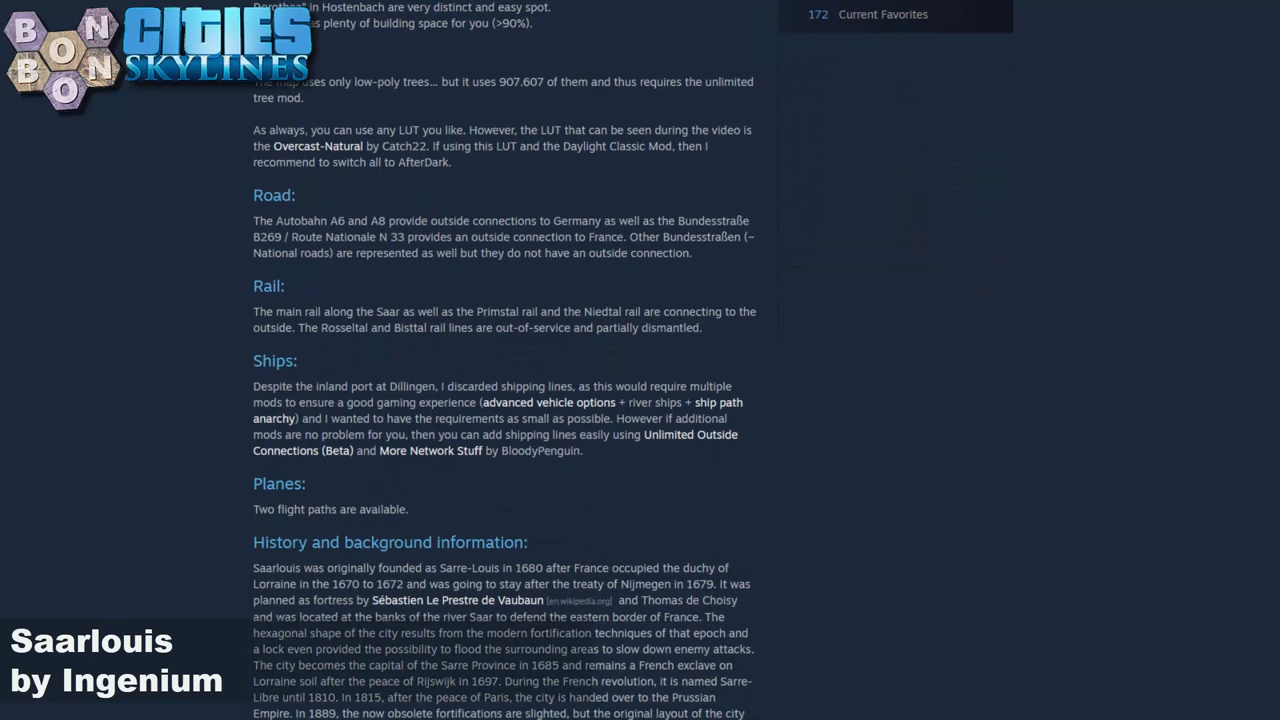 Dorothea" in Hostenbach are very distinct and easy spot.
172 Current Favorites
plenty of building space for you (>90%).
BON
BON
CITIES
SKYLINES
The map uses only low-poly trees... but it uses 907.607 of them and thus requires the unlimited
tree mod.
As always, you can use any LUT you like. However, the LUT that can be seen during the video is
the Overcast-Natural by Catch22. If using this LUT and the Daylight Classic Mod, then I
recommend to switch all to AfterDark.
Road:
The Autobahn A6 and A8 provide outside connections to Germany as well as the Bundesstraße
B269 / Route Nationale N 33 provides an outside connection to France. Other Bundesstraßen (~
National roads) are represented as well but they do not have an outside connection.
Rail:
The main rail along the Saar as well as the Primstal rail and the Niedtal rail are connecting to the
outside. The Rosseltal and Bisttal rail lines are out-of-service and partially dismantled.
Ships:
Despite the inland port at Dillingen, I discarded shipping lines, as this would require multiple
mods to ensure a good gaming experience (advanced vehicle options + river ships + ship path
anarchy) and I wanted to have the requirements as small as possible. However if additional
mods are no problem for you, then you can add shipping lines easily using Unlimited Outside
Connections (Beta) and More Network Stuff by BloodyPenguin.
Planes:
Two flight paths are available.
History and background information:
Saarlouis was originally founded as Sarre-Louis in 1680 after France occupied the duchy of
Lorraine in the 1670 to 1672 and was going to stay after the treaty of Nijmegen in 1679. It was
planned as fortress by Sébastien Le Prestre de Vaubaun [en.wikipedia.org] and Thomas de Choisy
and was located at the banks of the river Saar to defend the eastern border of France. The
hexagonal shape of the city results from the modern fortification techniques of that epoch and
a lock even provided the possibility to flood the surrounding areas to slow down enemy attacks.
The city becomes the capital of the Sarre Province in 1685 and remains a French exclave on
Lorraine soil after the peace of Rijswijk in 1697. During the French revolution, it is named Sarre-
Libre until 1810. In 1815, after the peace of Paris, the city is handed over to the Prussian
Empire. In 1889, the now obsolete fortifications are slighted, but the original layout of the city
Saarlouis
by Ingenium